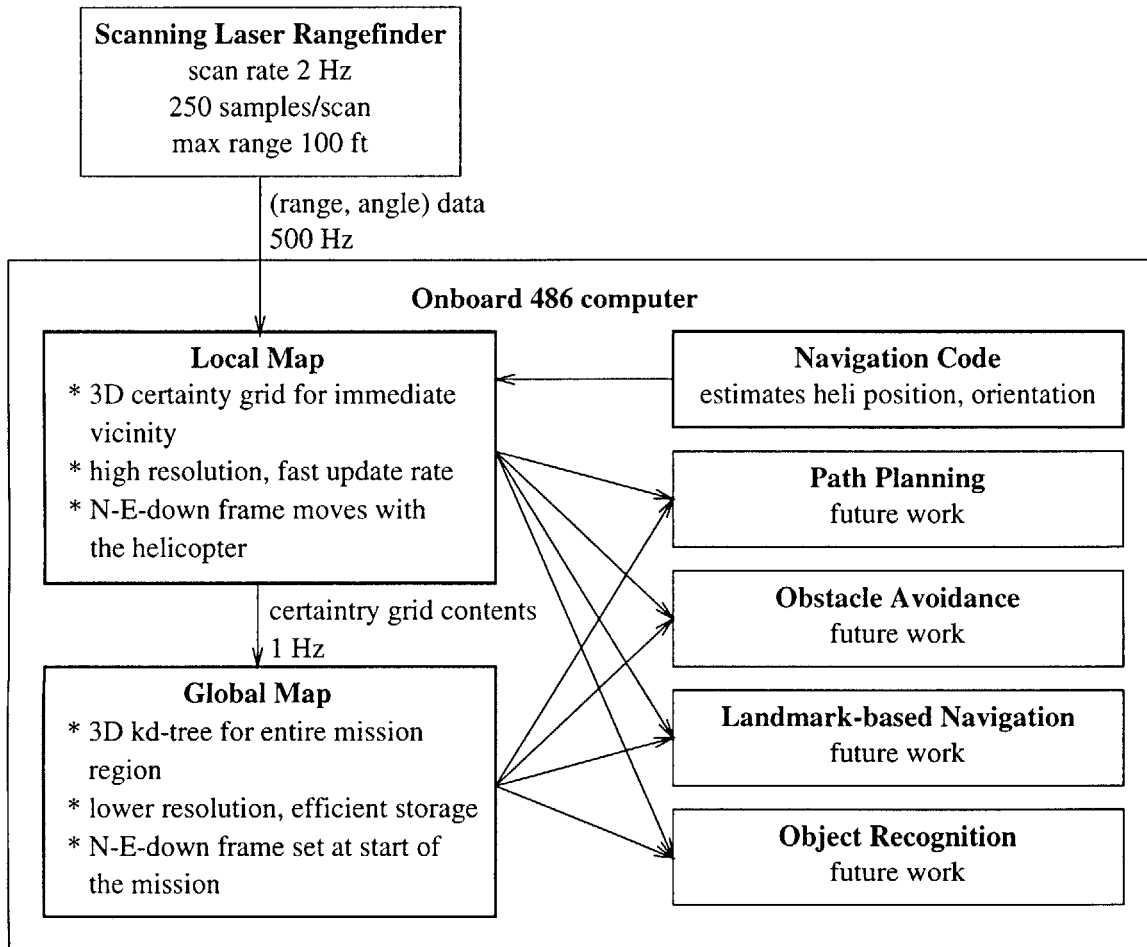 Scanning Laser Rangefinder
scan rate 2 Hz
250 samples/scan
max range 100 ft
(range, angle) data
500 Hz
Onboard 486 computer
Local Map
* 3D certainty grid for immediate
vicinity
* high resolution, fast update rate
* N-E-down frame moves with
the helicopter
Navigation Code
estimates heli position, orientation
Path Planning
future work
Obstacle Avoidance
future work
certaintry grid contents
1 Hz
Global Map
* 3D kd-tree for entire mission
region
* lower resolution, efficient storage
* N-E-down frame set at start of
the mission
Landmark-based Navigation
future work
Object Recognition
future work